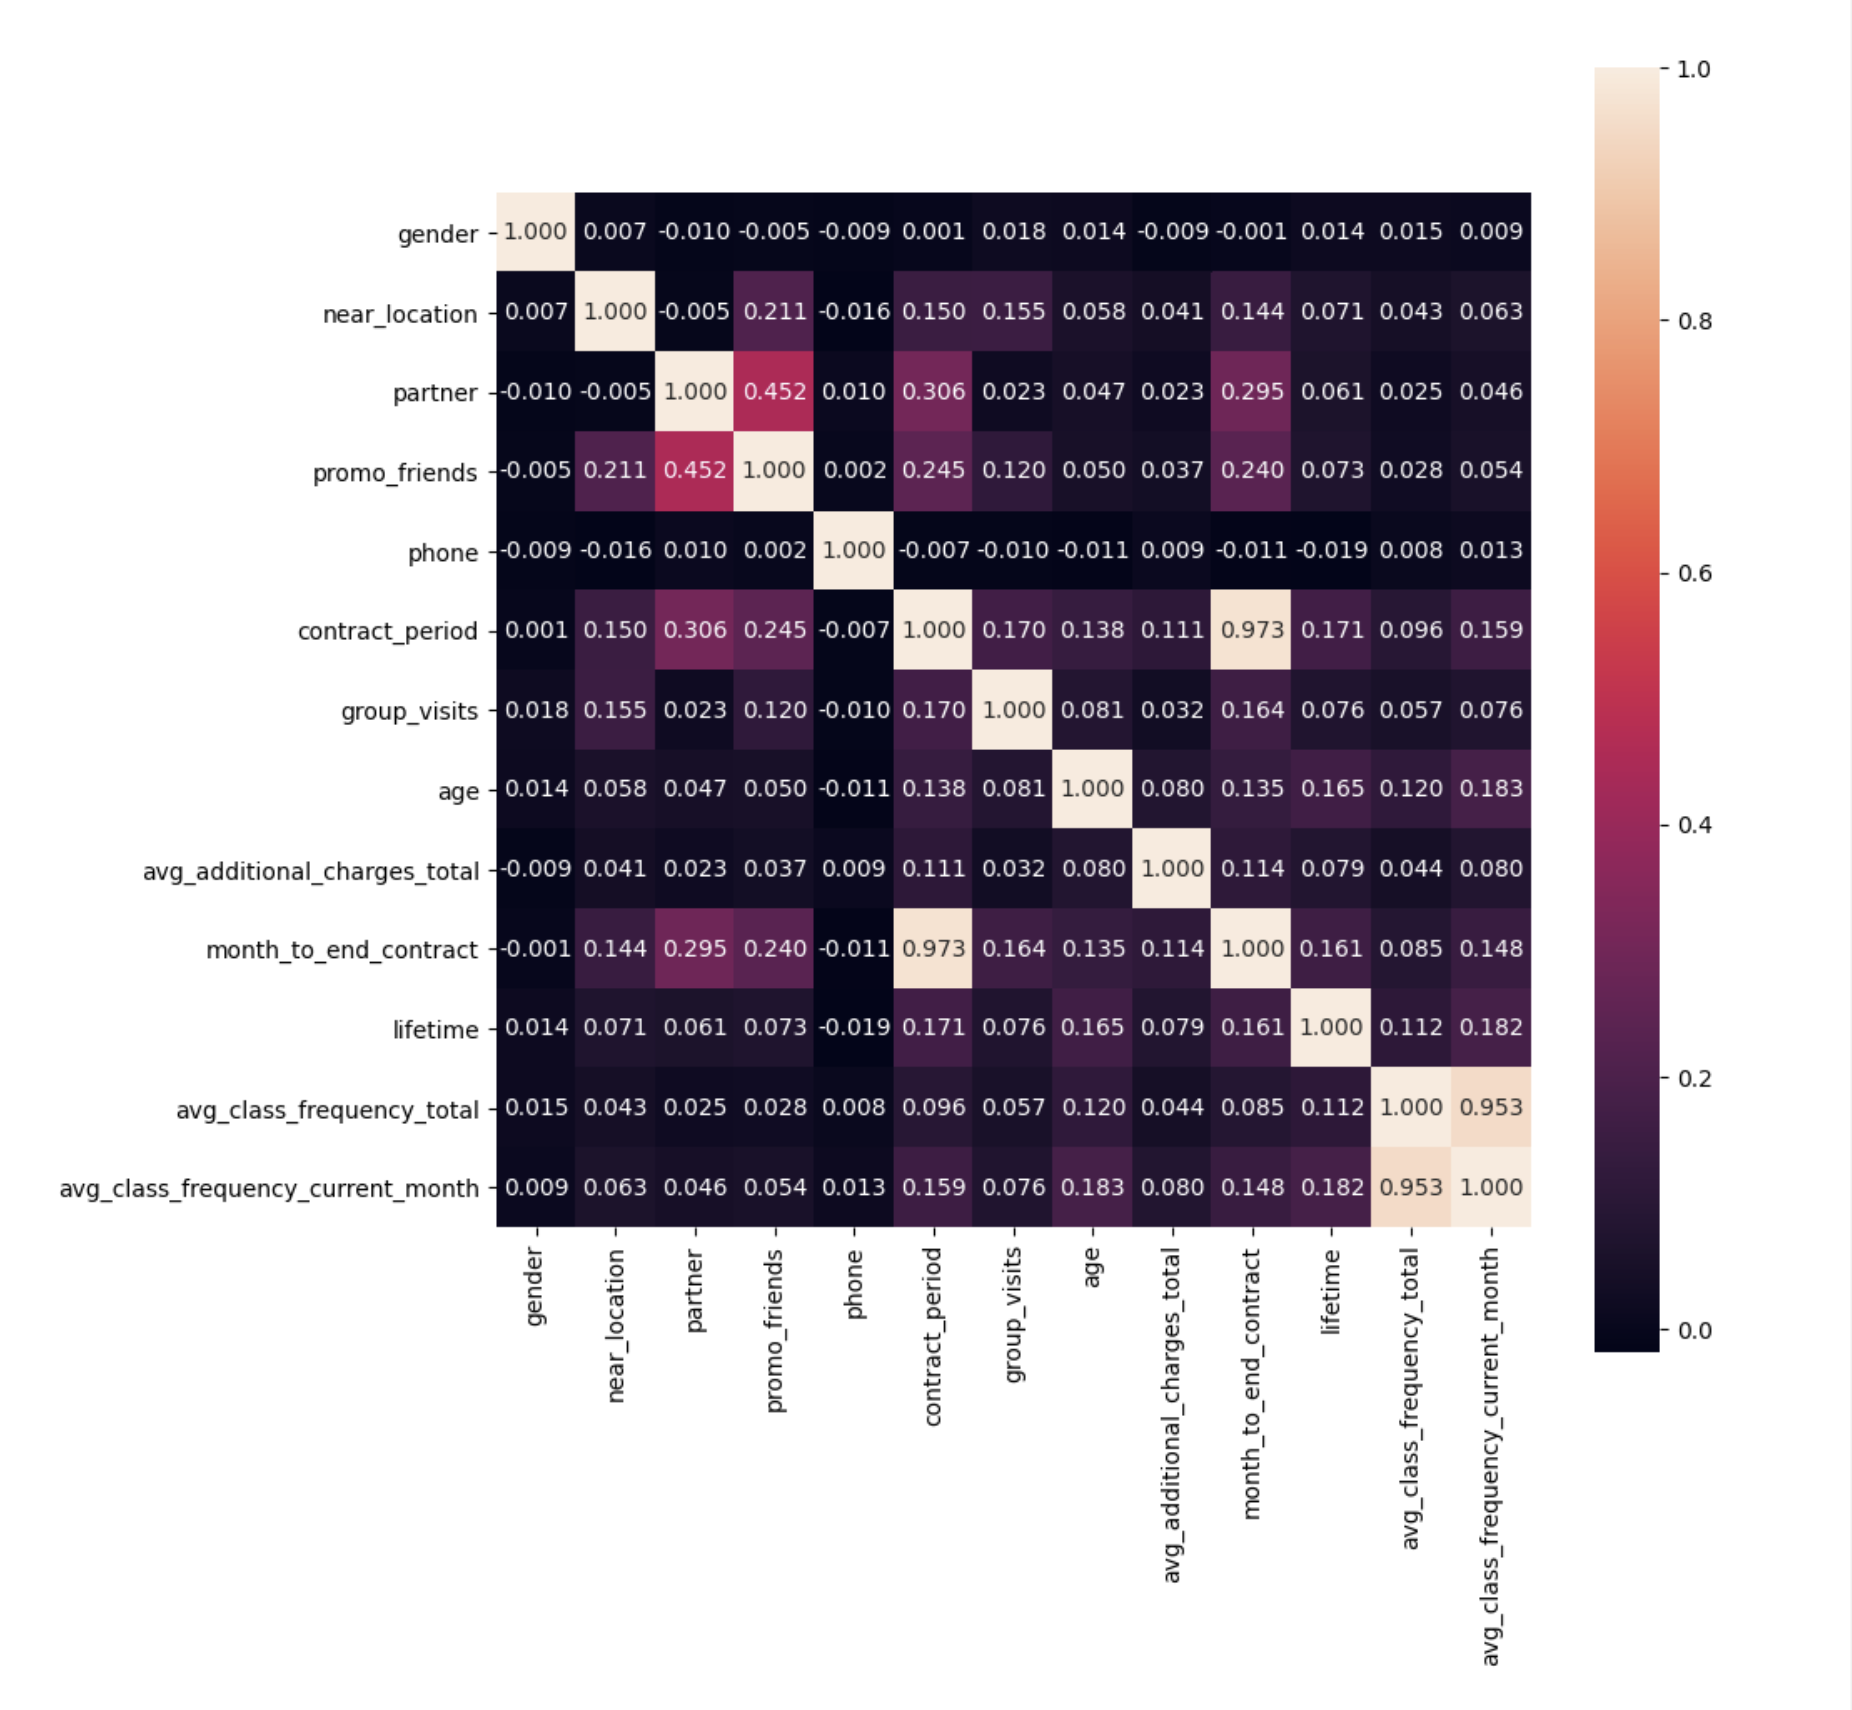 1.0
gender 1.000 0.007 -0.010 -0.005 -0.009 0.001 0.018 0.014 -0.009 -0.001 0.014 0.015 0.009
near_location 0.007 1.000 -0.005 0.211 -0.016 0.150 0.155 0.058 0.041 0.144 0.071 0.043 0.063
0.8
partner -0.010 -0.005 1.000 0.452 0.010 0.306 0.023 0.047 0.023 0.295 0.061 0.025 0.046
promo_friends -0.005 0.211 0.452 1.000 0.002 0.245 0.120 0.050 0.037 0.240 0.073 0.028 0.054
phone -0.009 -0.016 0.010 0.002 1.000 -0.007 -0.010 -0.011 0.009 -0.011 -0.019 0.008 0.013
0.6
contract_period 0.001 0.150 0.306 0.245 -0.007 1.000 0.170 0.138 0.111 0.973 0.171 0.096 0.159
group_visits 0.018 0.155 0.023 0.120 -0.010 0.170 1.000 0.081 0.032 0.164 0.076 0.057 0.076
age 0.014 0.058 0.047 0.050 -0.011 0.138 0.081 1.000 0.080 0.135 0.165 0.120 0.183
0.4
avg_additional_charges_total -0.009 0.041 0.023 0.037 0.009 0.111 0.032 0.080 1.000 0.114 0.079 0.044 0.080
month_to_end_contract -0.001 0.144 0.295 0.240 -0.011 0.973 0.164 0.135 0.114 1.000 0.161 0.085 0.148
lifetime 0.014 0.071 0.061 0.073 -0.019 0.171 0.076 0.165 0.079 0.161 1.000 0.112 0.182
0.2
avg_class_frequency_total 0.015 0.043 0.025 0.028 0.008 0.096 0.057 0.120 0.044 0.085 0.112 1.000 0.953
avg_class_frequency_current_month 0.009 0.063 0.046 0.054 0.013 0.159 0.076 0.183 0.080 0.148 0.182 0.953 1.000
0.0
gender
near_location
partner
promo_friends
phone
contract_period
group_visits
age
avg_additional_charges_total
month_to_end_contract
lifetime
avg_class_frequency_total
avg_class_frequency_current_month